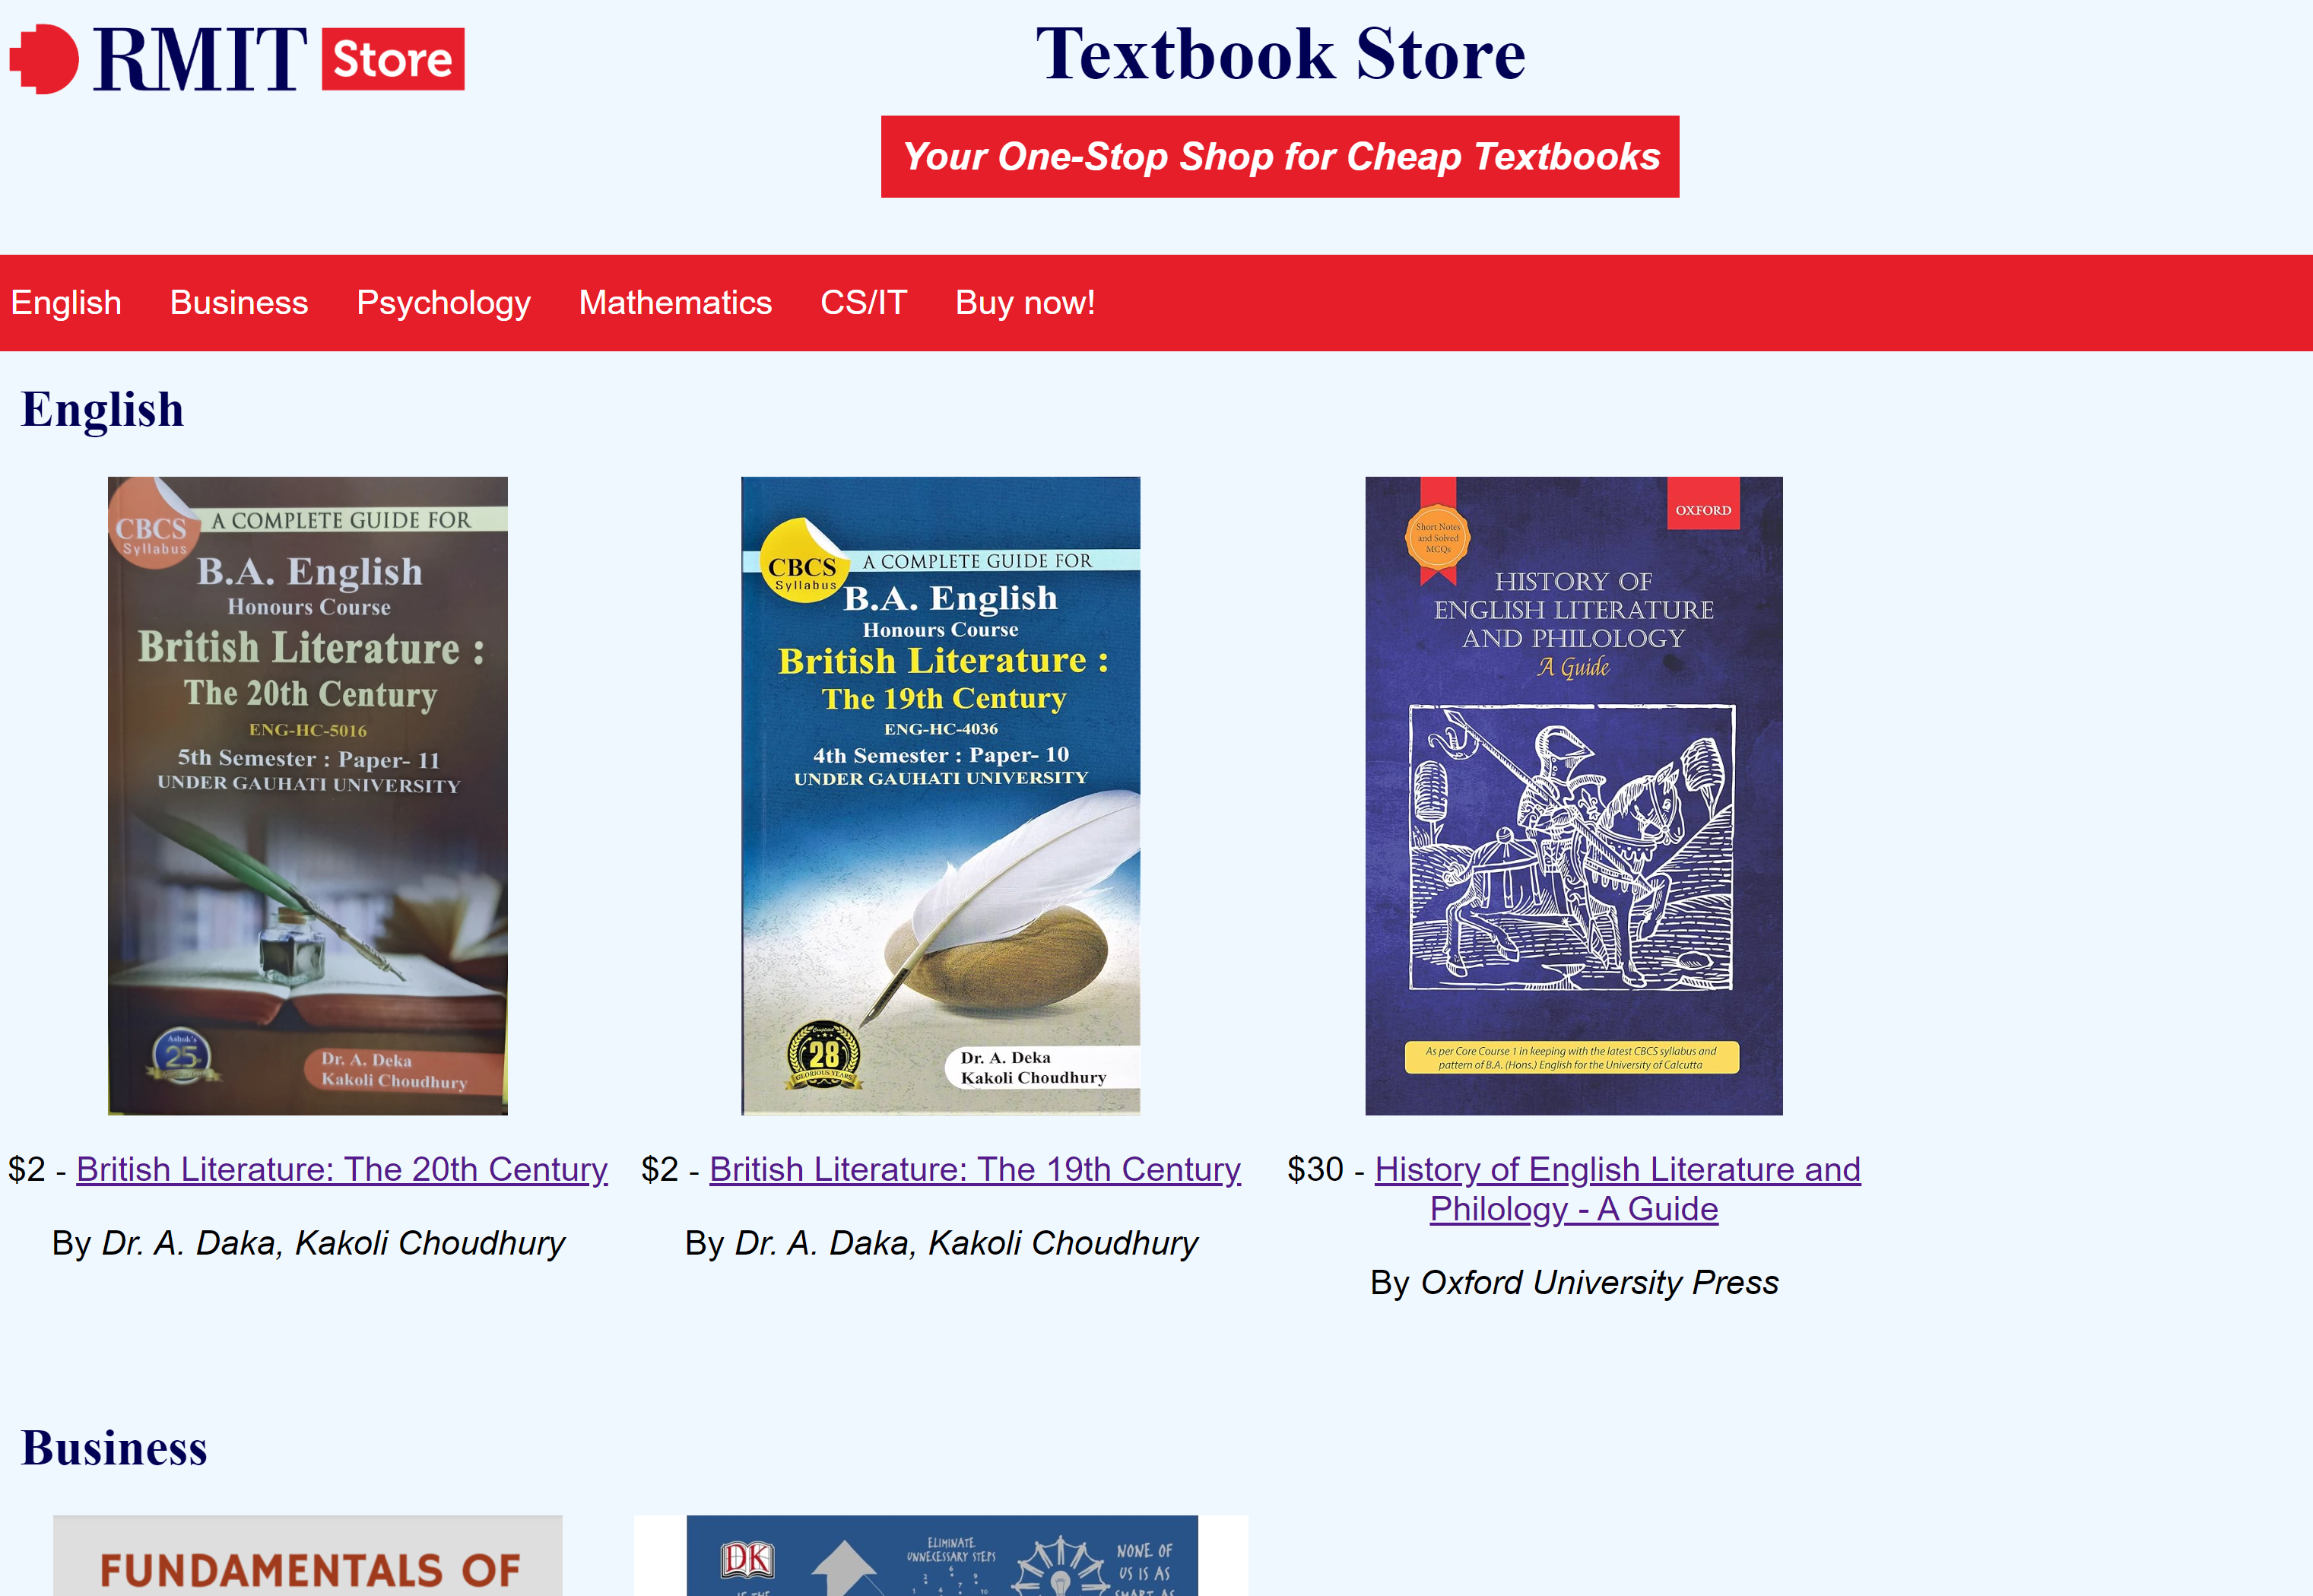 RMIT Store
Textbook Store
Your One-Stop Shop for Cheap Textbooks
English Business Psychology Mathematics CS/IT Buy now!
English
CBCS
Syllabus
A COMPLETE GUIDE FOR
B.A. English
Honours Course
British Literature :
The 20th Century
ENG-HC-5016
5th Semester : Paper- 11
UNDER GAUHATI UNIVERSITY
Ashok's
25
Dr. A. Deka
Kakoli Choudhury
CBCS
Syllabus
A COMPLETE GUIDE FOR
B.A. English
Honours Course
British Literature :
The 19th Century
ENG-HC-4036
4th Semester : Paper- 10
UNDER GAUHATI UNIVERSITY
Completed
28
GLORIOUS YEARS
Dr. A. Deka
Kakoli Choudhury
OXFORD
Short Notes
and Solved
MCQs
HISTORY OF
ENGLISH LITERATURE
AND PHILOLOGY
A Guide
As per Core Course 1 in keeping with the latest CBCS syllabus and
pattern of B.A. (Hons.) English for the University of Calcutta
$2 - British Literature: The 20th Century
By Dr. A. Daka, Kakoli Choudhury
$2 - British Literature: The 19th Century
By Dr. A. Daka, Kakoli Choudhury
$30 - History of English Literature and
Philology - A Guide
By Oxford University Press
Business
FUNDAMENTALS OF
DK
ELIMINATE
UNNECESSARY STEPS
NONE OF
US IS AS